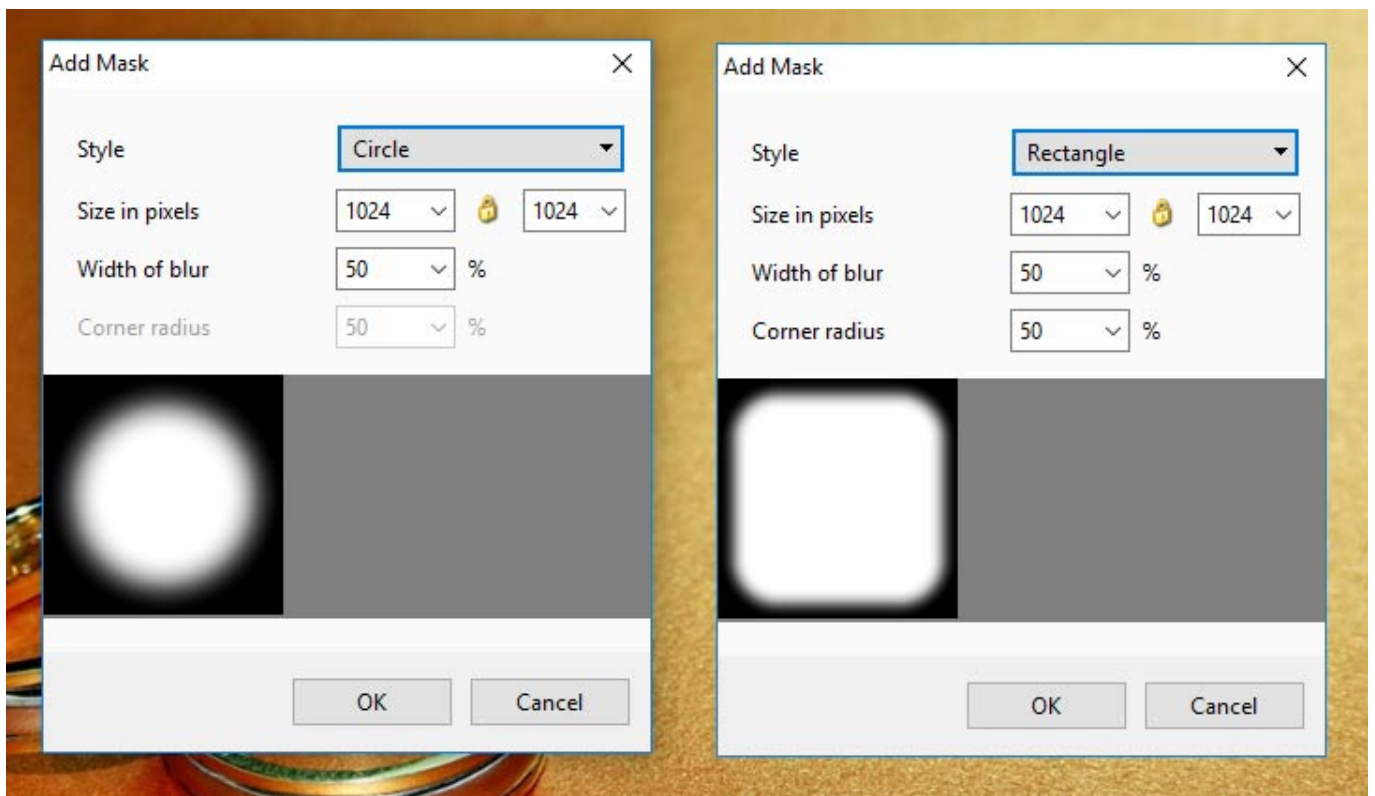 Add Mask
Style Circle
Size in pixels 1024 1024
Width of blur 50 %
Corner radius 50 %
OK Cancel
Add Mask
Style Rectangle
Size in pixels 1024 1024
Width of blur 50 %
Corner radius 50 %
OK Cancel